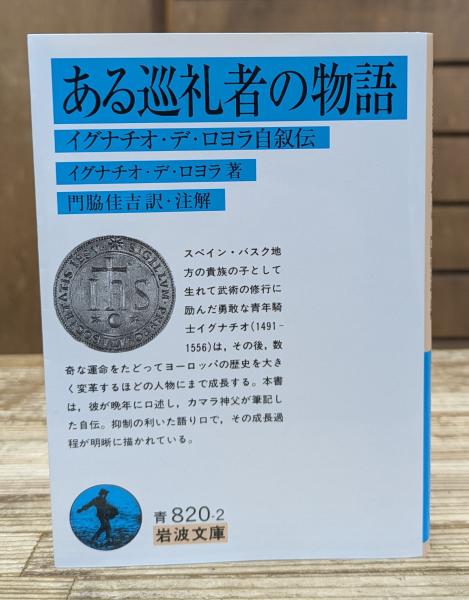 ある巡礼者の物語
イグナチオ・デ・ロヨラ自叙伝
イグナチオ・デ・ロヨラ著
門脇佳吉訳・注解
IHS
スペイン・バスク地
方の貴族の子として
生れて武術の修行に
励んだ勇敢な青年騎
士イグナチオ(1491-
1556)は，その後，数
奇な運命をたどってヨーロッパの歴史を大き
く変革するほどの人物にまで成長する．本書
は，彼が晩年に口述し，カマラ神父が筆記し
た自伝．抑制の利いた語り口で，その成長過
程が明晰に描かれている．
青820-2
岩波文庫